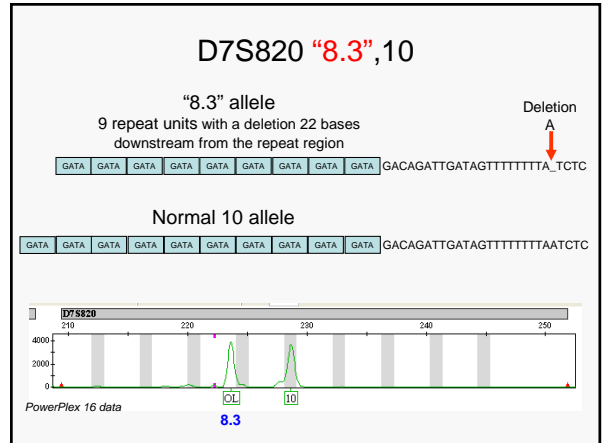 D7S820 “8.3”,10
“8.3” allele
9 repeat units with a deletion 22 bases
downstream from the repeat region
Deletion
A
GATA GATA GATA GATA GATA GATA GATA GATA GATA GACAGATTGATAGTTTTTTTTA_TCTC
Normal 10 allele
GATA GATA GATA GATA GATA GATA GATA GATA GATA GATA GACAGATTGATAGTTTTTTTTAATCTC
D7S820
210 220 230 240 250
4000
2000
0
OL 10
PowerPlex 16 data
8.3